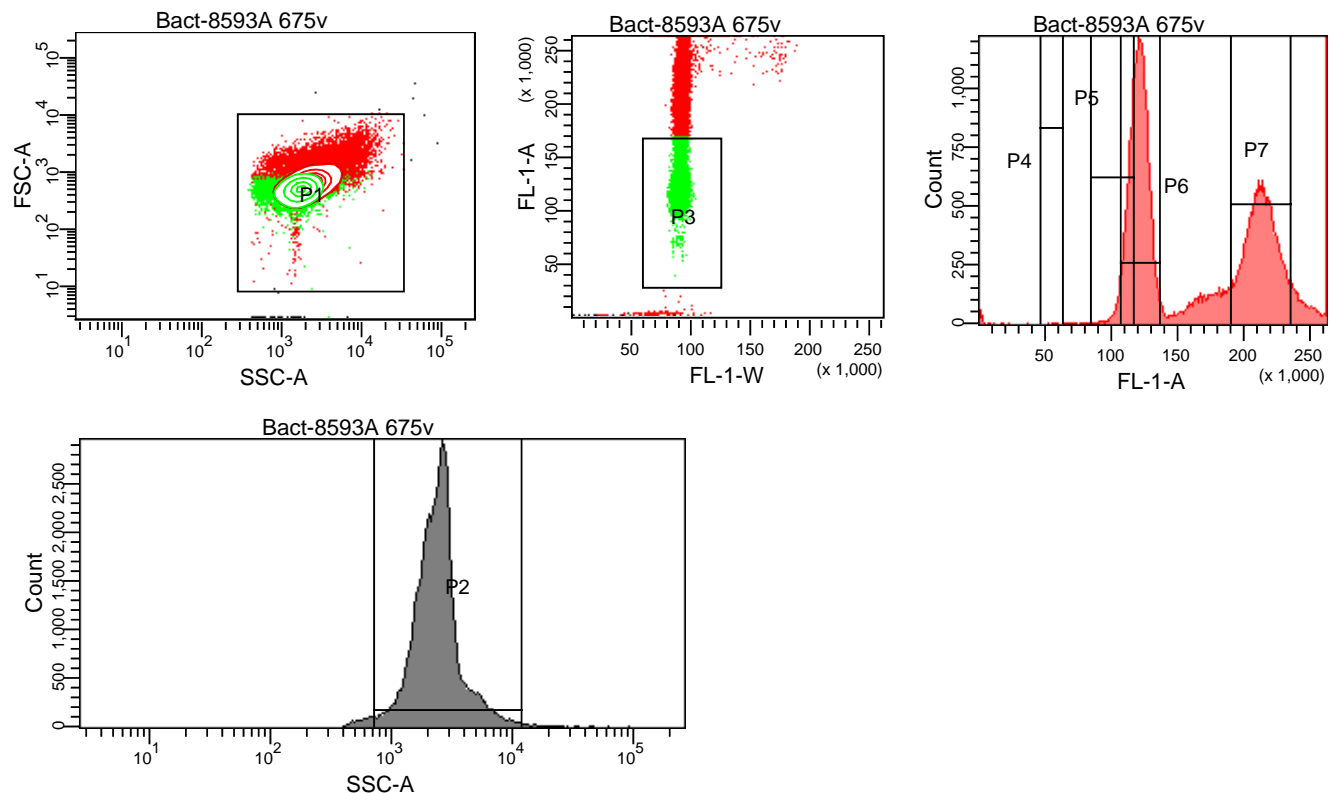 Bact-8593A 675v
FSC-A
10^5
10^4
10^3
10^2
10^1
P1
10^1 10^2 10^3 10^4 10^5
SSC-A
Bact-8593A 675v
(x 1,000)
FL-1-A
250
200
150
100
50
P3
50 100 150 200 250
FL-1-W (x 1,000)
Bact-8593A 675v
Count
1,000
750
500
250
0
P4
P5
P6
P7
50 100 150 200 250
FL-1-A (x 1,000)
Bact-8593A 675v
Count
2,500
2,000
1,500
1,000
500
0
P2
10^1 10^2 10^3 10^4 10^5
SSC-A